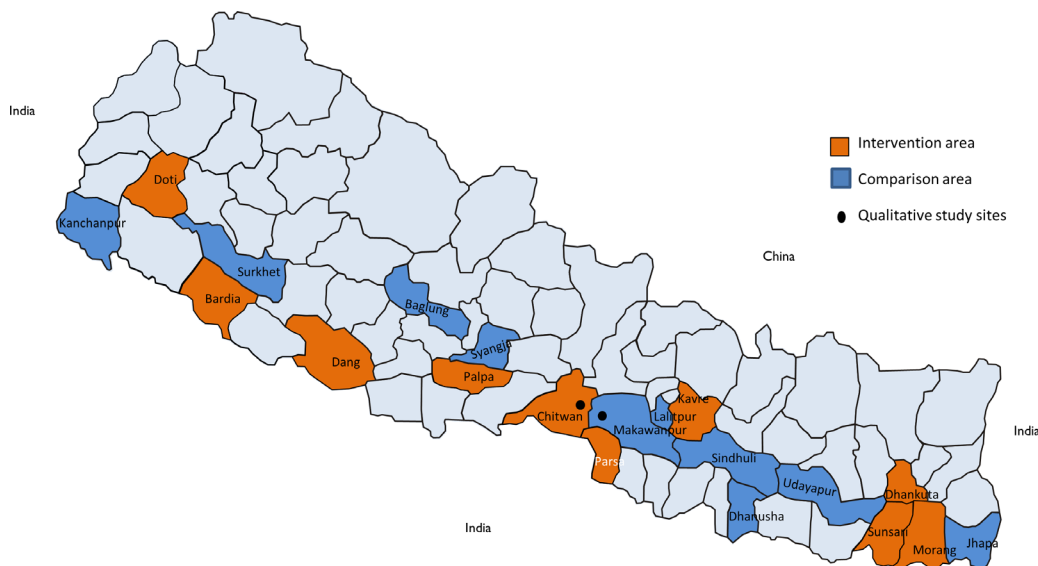 India
Intervention area
Doti
Comparison area
Kanchanpur
Qualitative study sites
China
Surkhet
Bardia
Baglung
Syangja
Dang
Palpa
Kavre
Chitwan
Lalitpur
Makawanpur
India
Parsa
Sindhuli
Udayapur
Dhankuta
Dhanusha
India
Sunsari
Morang
Jhapa